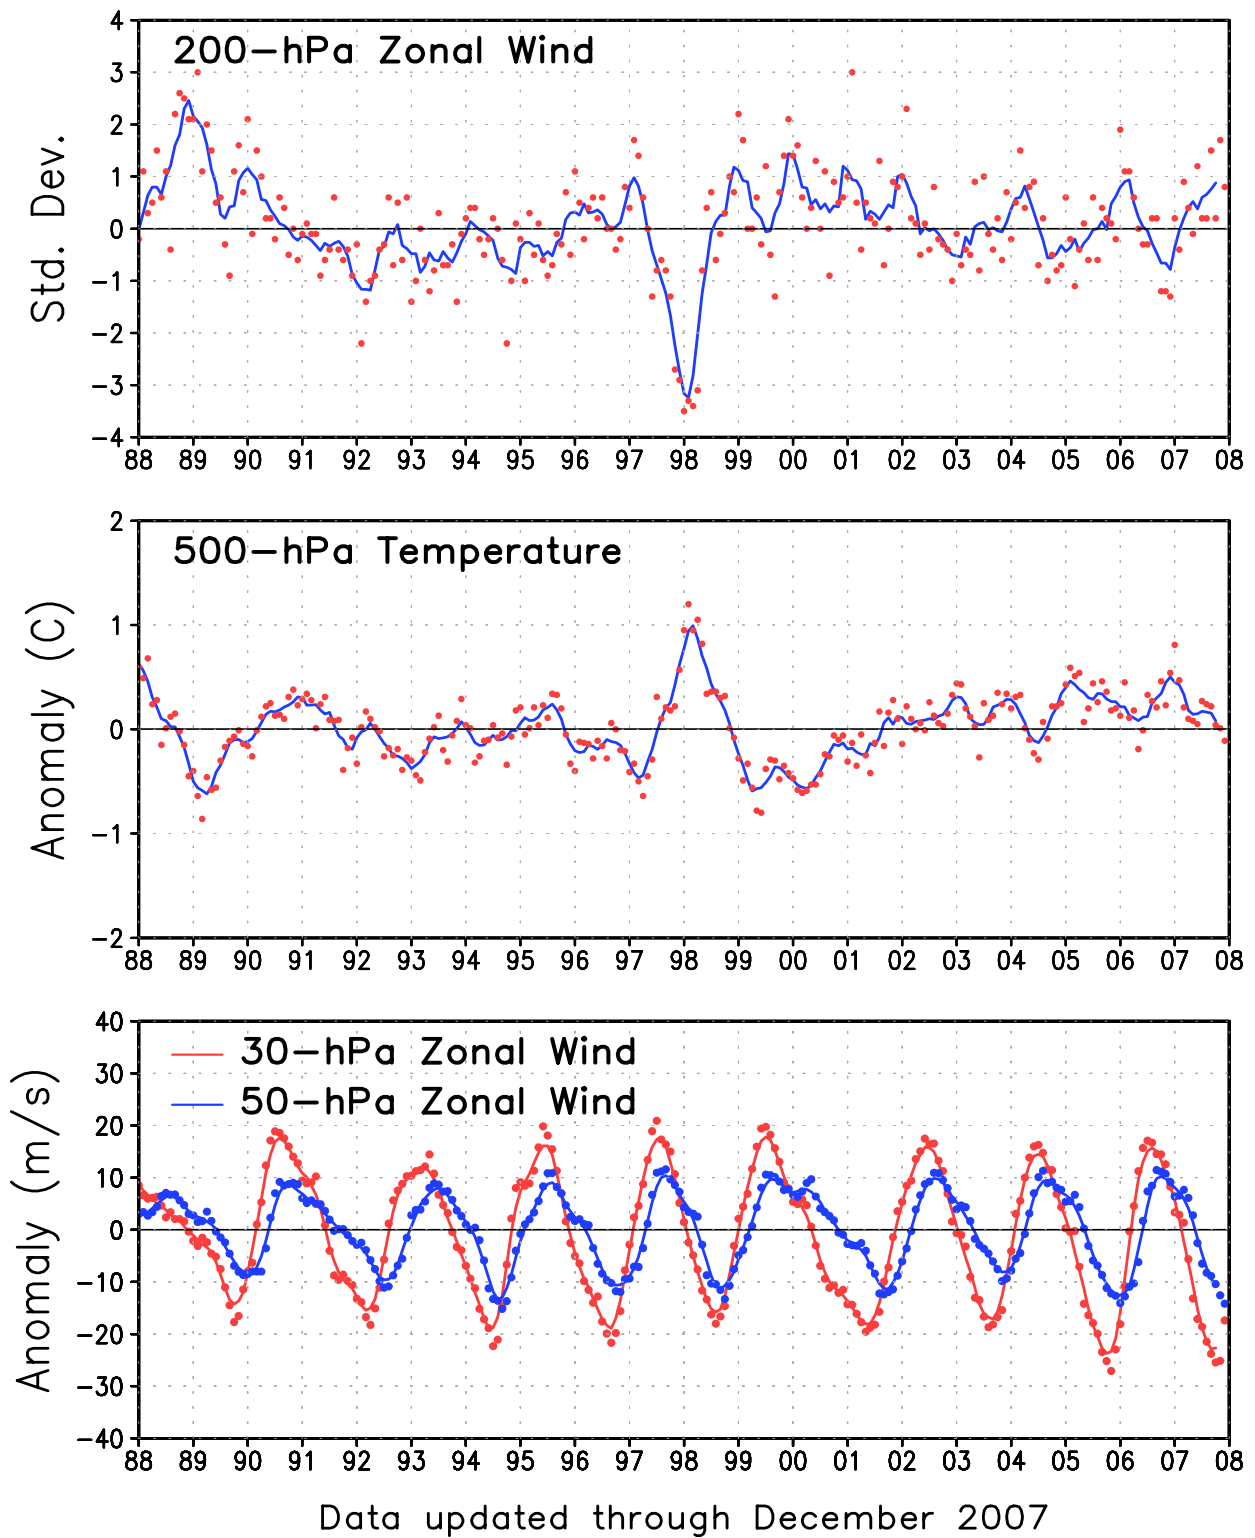 200-hPa Zonal Wind
Std. Dev.
4
3
2
1
0
-1
-2
-3
-4
88 89 90 91 92 93 94 95 96 97 98 99 00 01 02 03 04 05 06 07 08
500-hPa Temperature
Anomaly (C)
2
1
0
-1
-2
88 89 90 91 92 93 94 95 96 97 98 99 00 01 02 03 04 05 06 07 08
30-hPa Zonal Wind
50-hPa Zonal Wind
Anomaly (m/s)
40
30
20
10
0
-10
-20
-30
-40
88 89 90 91 92 93 94 95 96 97 98 99 00 01 02 03 04 05 06 07 08
Data updated through December 2007